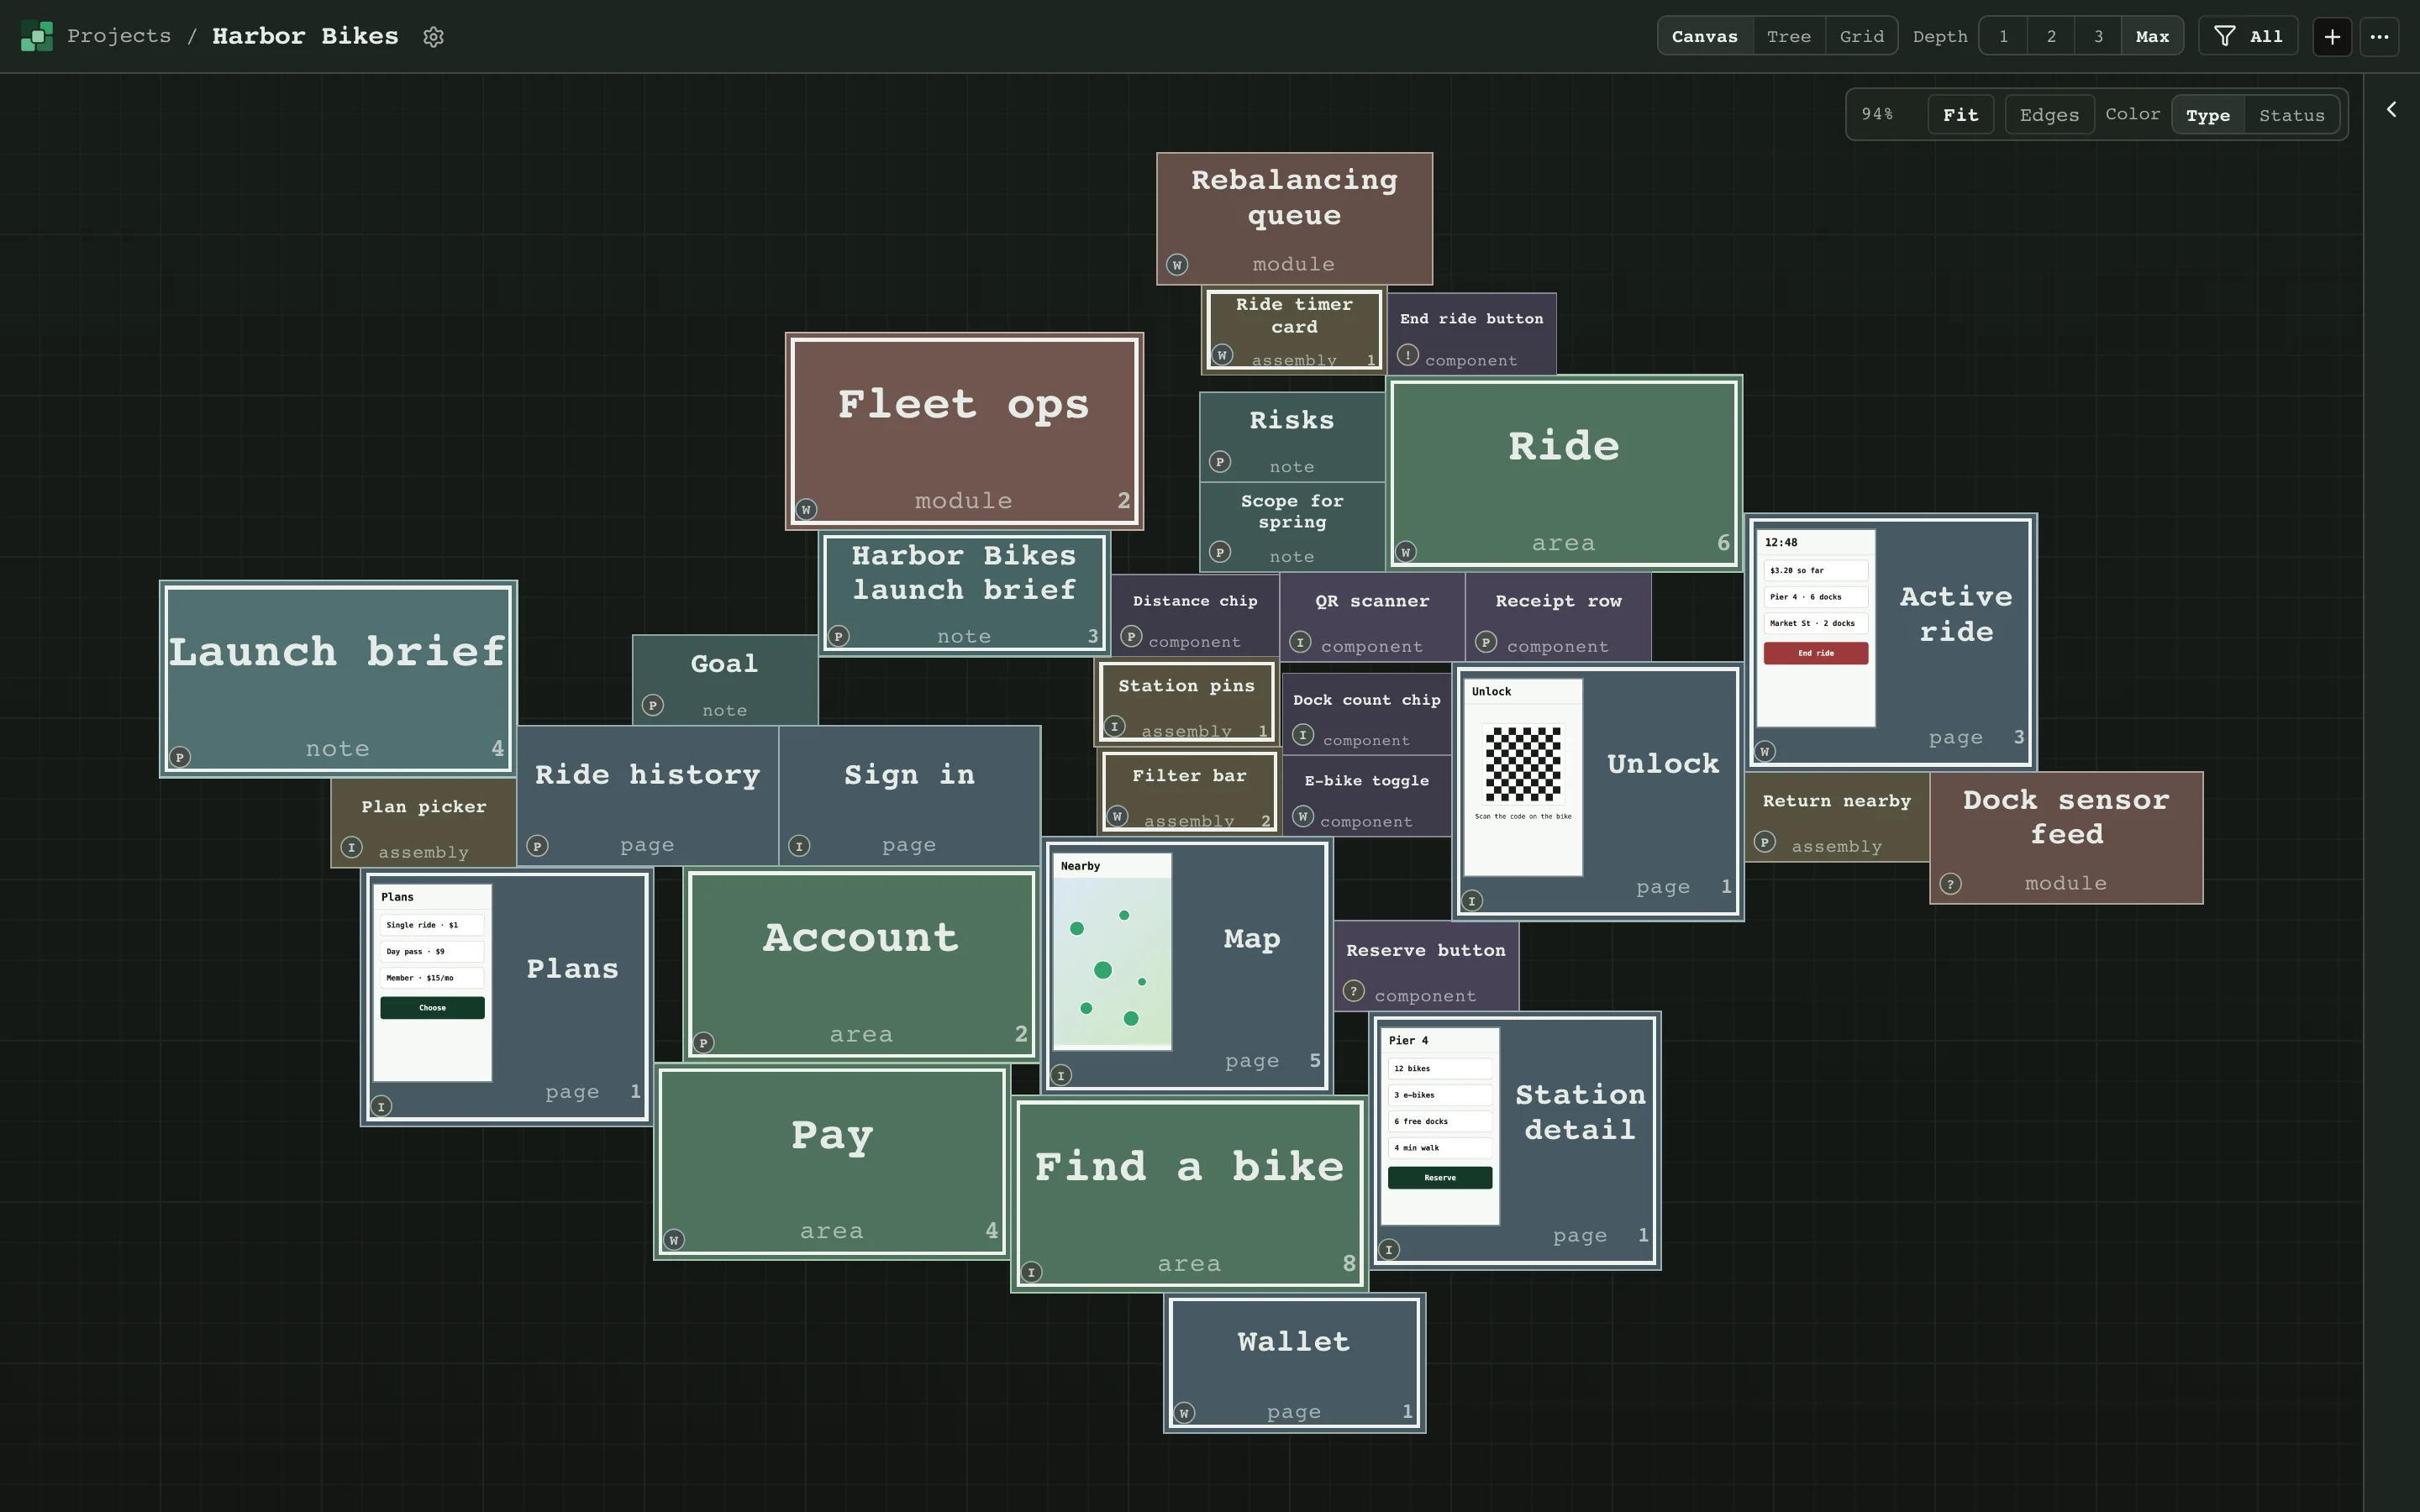 Projects / Harbor Bikes
Canvas Tree Grid Depth 1 2 3 Max All
94% Fit Edges Color Type Status
Rebalancing
queue
W module
Ride timer
card
W assembly 1
End ride button
! component
Fleet ops
W module 2
Risks
P note
Scope for
spring
P note
Ride
W area 6
Harbor Bikes
launch brief
P note 3
Distance chip
P component
QR scanner
I component
Receipt row
P component
12:48
$3.20 so far
Pier 4 · 6 docks
Market St · 2 docks
End ride
Active
ride
W page 3
Launch brief
P note 4
Goal
P note
Station pins
I assembly 1
Dock count chip
I component
Unlock
Scan the code on the bike
Unlock
I page 1
Ride history
P page
Sign in
I page
Filter bar
W assembly 2
E-bike toggle
W component
Plan picker
I assembly
Return nearby
P assembly
Dock sensor
feed
? module
Plans
Single ride · $1
Day pass · $9
Member · $15/mo
Choose
Plans
I page 1
Account
P area 2
Nearby
Map
I page 5
Reserve button
? component
Pier 4
12 bikes
3 e-bikes
6 free docks
4 min walk
Reserve
Station
detail
I page 1
Pay
W area 4
Find a bike
I area 8
Wallet
W page 1